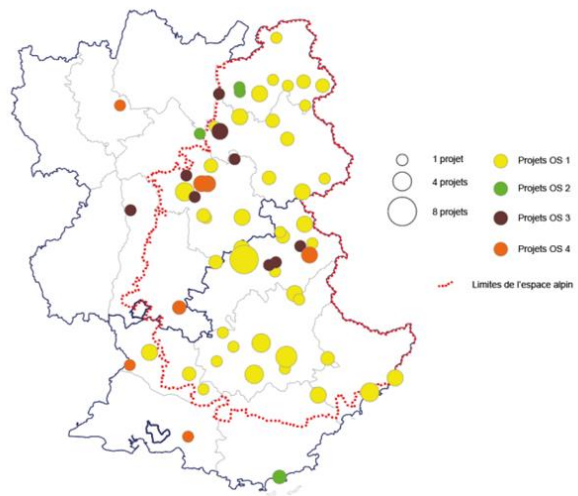 1 projet
4 projets
8 projets
Projets OS 1
Projets OS 2
Projets OS 3
Projets OS 4
Limites de l'espace alpin